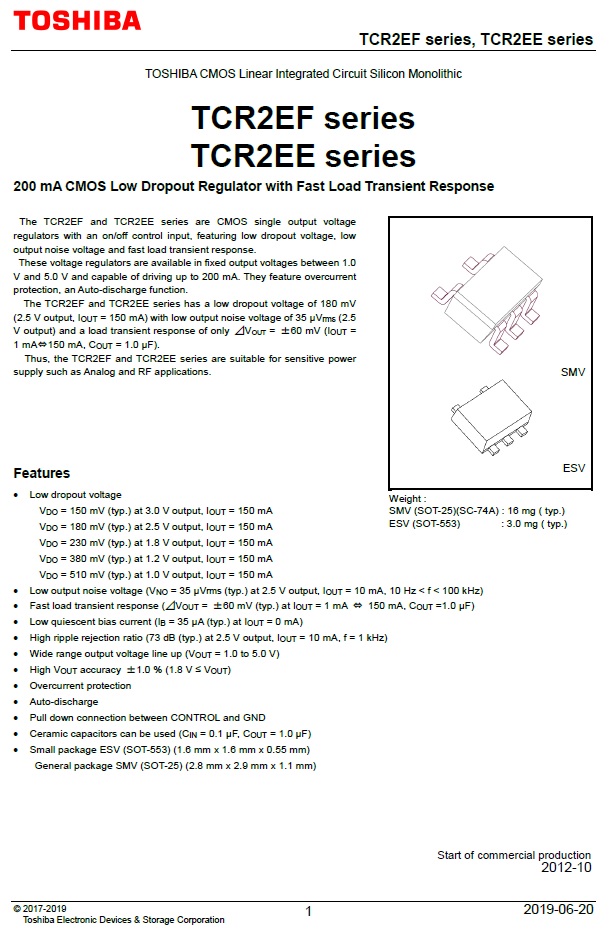 TOSHIBA
TCR2EF series, TCR2EE series
TOSHIBA CMOS Linear Integrated Circuit Silicon Monolithic
TCR2EF series
TCR2EE series
200 mA CMOS Low Dropout Regulator with Fast Load Transient Response
The TCR2EF and TCR2EE series are CMOS single output voltage
regulators with an on/off control input, featuring low dropout voltage, low
output noise voltage and fast load transient response.
These voltage regulators are available in fixed output voltages between 1.0
V and 5.0 V and capable of driving up to 200 mA. They feature overcurrent
protection, an Auto-discharge function.
The TCR2EF and TCR2EE series has a low dropout voltage of 180 mV
(2.5 V output, IOUT = 150 mA) with low output noise voltage of 35 μVrms (2.5
V output) and a load transient response of only ⊿VOUT = ±60 mV (IOUT =
1 mA⇔150 mA, COUT = 1.0 μF).
Thus, the TCR2EF and TCR2EE series are suitable for sensitive power
supply such as Analog and RF applications.
SMV
ESV
Weight :
SMV (SOT-25)(SC-74A) : 16 mg ( typ.)
ESV (SOT-553) : 3.0 mg ( typ.)
Features
• Low dropout voltage
VDO = 150 mV (typ.) at 3.0 V output, IOUT = 150 mA
VDO = 180 mV (typ.) at 2.5 V output, IOUT = 150 mA
VDO = 230 mV (typ.) at 1.8 V output, IOUT = 150 mA
VDO = 380 mV (typ.) at 1.2 V output, IOUT = 150 mA
VDO = 510 mV (typ.) at 1.0 V output, IOUT = 150 mA
• Low output noise voltage (VNO = 35 μVrms (typ.) at 2.5 V output, IOUT = 10 mA, 10 Hz < f < 100 kHz)
• Fast load transient response (⊿VOUT = ±60 mV (typ.) at IOUT = 1 mA ⇔ 150 mA, COUT =1.0 μF)
• Low quiescent bias current (IB = 35 μA (typ.) at IOUT = 0 mA)
• High ripple rejection ratio (73 dB (typ.) at 2.5 V output, IOUT = 10 mA, f = 1 kHz)
• Wide range output voltage line up (VOUT = 1.0 to 5.0 V)
• High VOUT accuracy ±1.0 % (1.8 V ≤ VOUT)
• Overcurrent protection
• Auto-discharge
• Pull down connection between CONTROL and GND
• Ceramic capacitors can be used (CIN = 0.1 μF, COUT = 1.0 μF)
• Small package ESV (SOT-553) (1.6 mm x 1.6 mm x 0.55 mm)
General package SMV (SOT-25) (2.8 mm x 2.9 mm x 1.1 mm)
Start of commercial production
2012-10
© 2017-2019
Toshiba Electronic Devices & Storage Corporation
1
2019-06-20